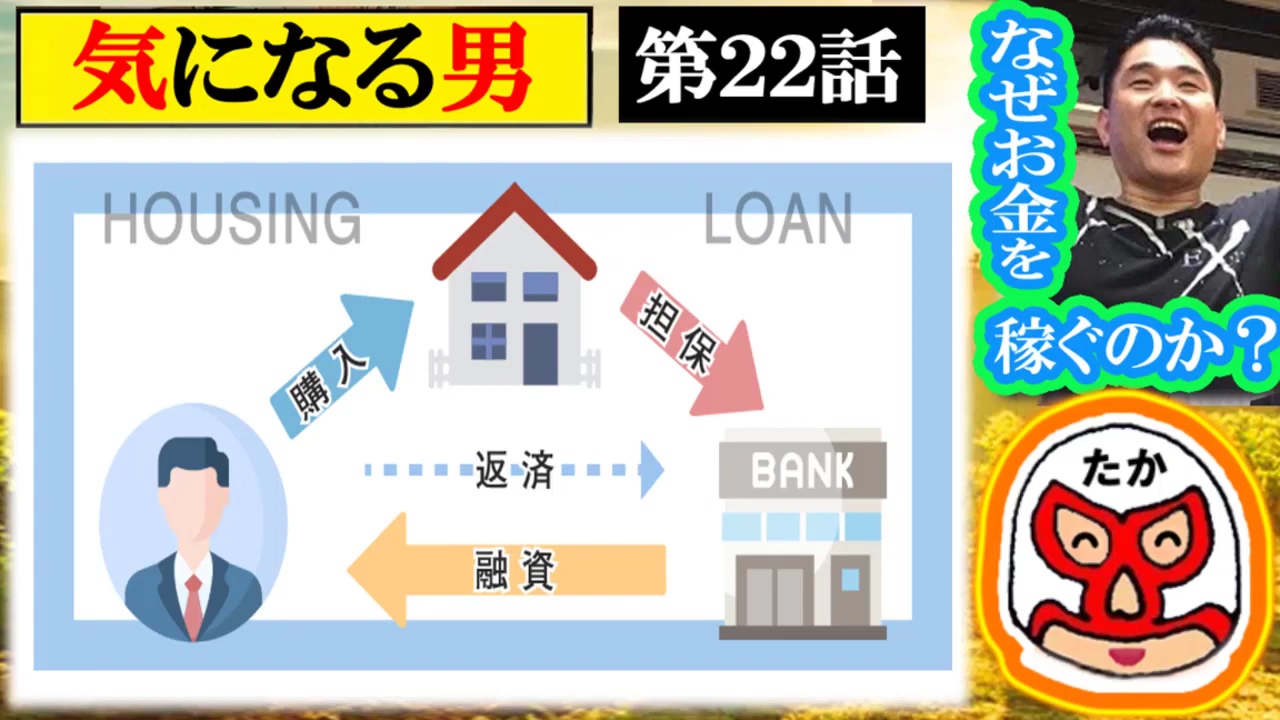 気になる男
第22話
なぜお金を
稼ぐのか？
HOUSING
LOAN
購入
担保
BANK
返済
融資
たか